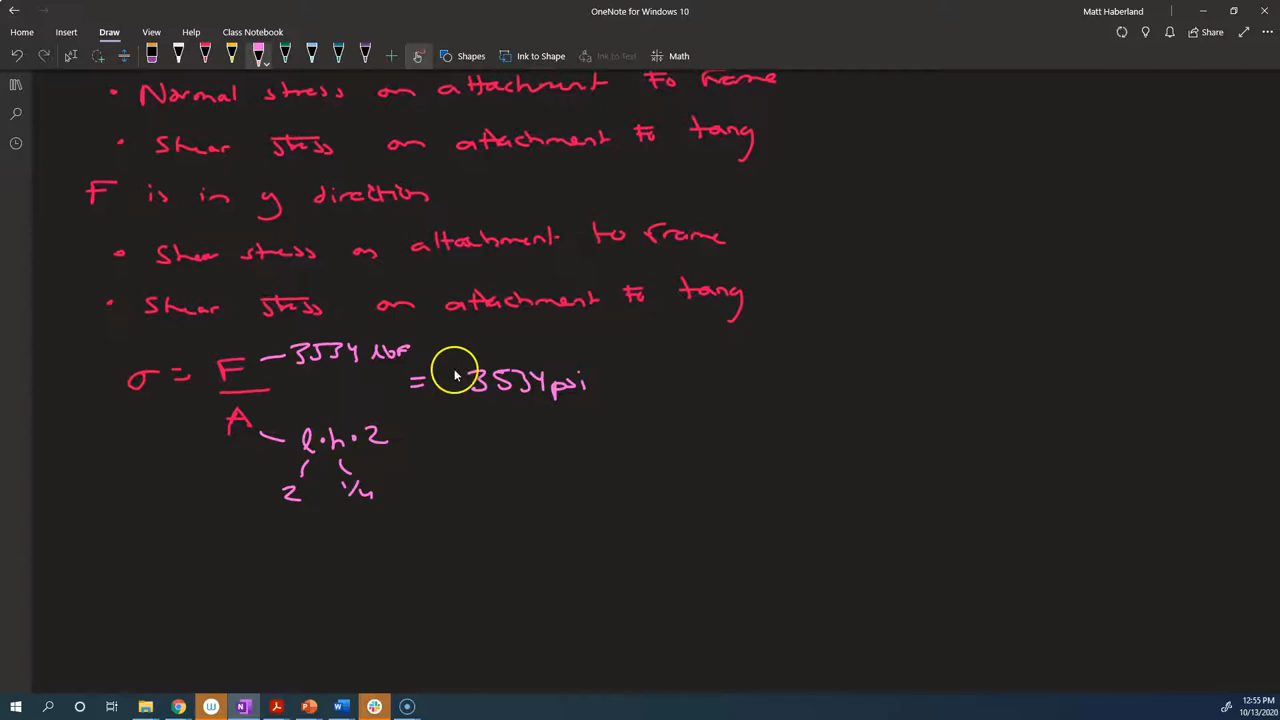 OneNote for Windows 10
Matt Haberland
Home Insert Draw View Help Class Notebook
Share
Shapes Ink to Shape Ink to Text Math
• Normal stress on attachment to frame
• Shear stress on attachment to tang
F is in y direction
• Shear stress on attachment to frame
• Shear stress on attachment to tang
σ = F — 3534 lbf = 3534 psi
A — l·h·2
2 1/4
12:55 PM
10/13/2020